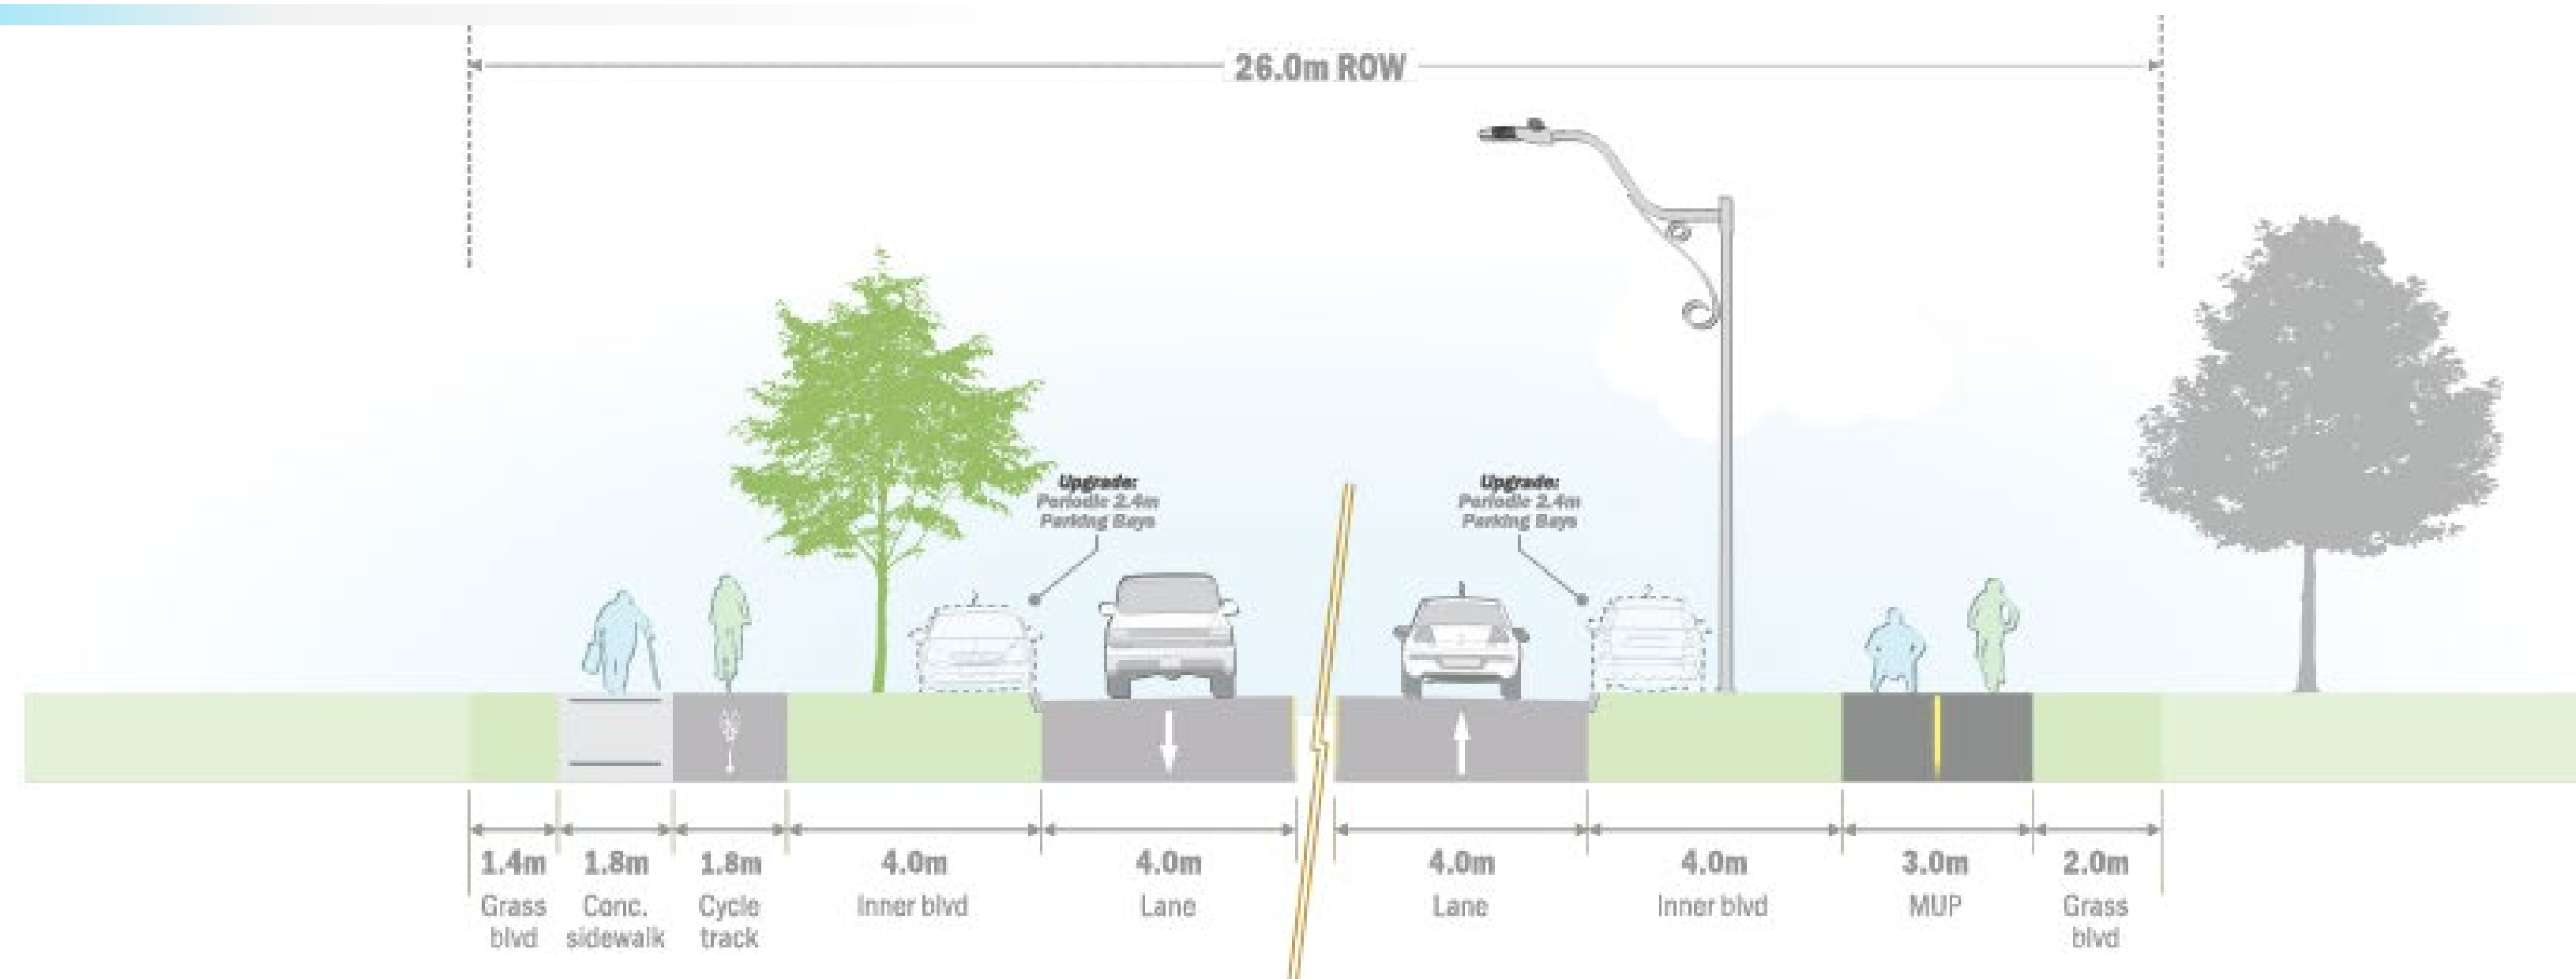 26.0m ROW
Upgrade:
Periodic 2.4m
Parking Bays
Upgrade:
Periodic 2.4m
Parking Bays
1.4m
Grass
blvd
1.8m
Conc.
sidewalk
1.8m
Cycle
track
4.0m
Inner blvd
4.0m
Lane
4.0m
Lane
4.0m
Inner blvd
3.0m
MUP
2.0m
Grass
blvd